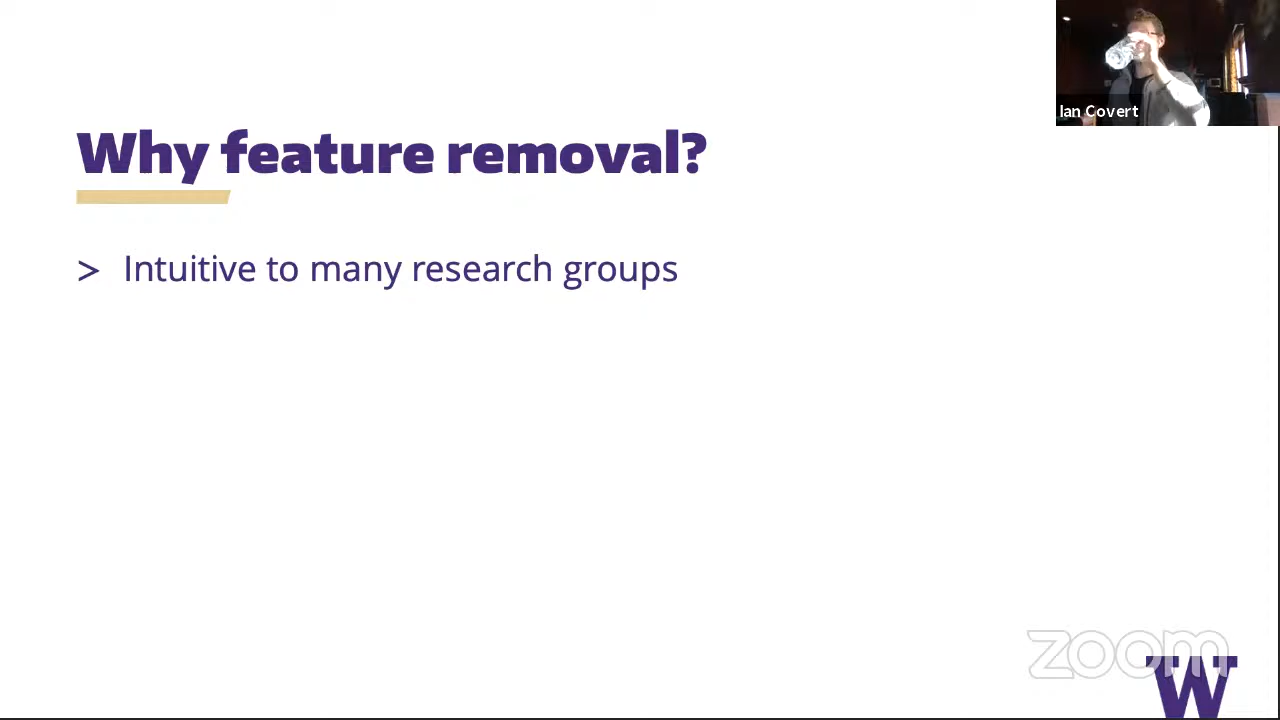 Ian Covert
Why feature removal?
> Intuitive to many research groups
zoom
W